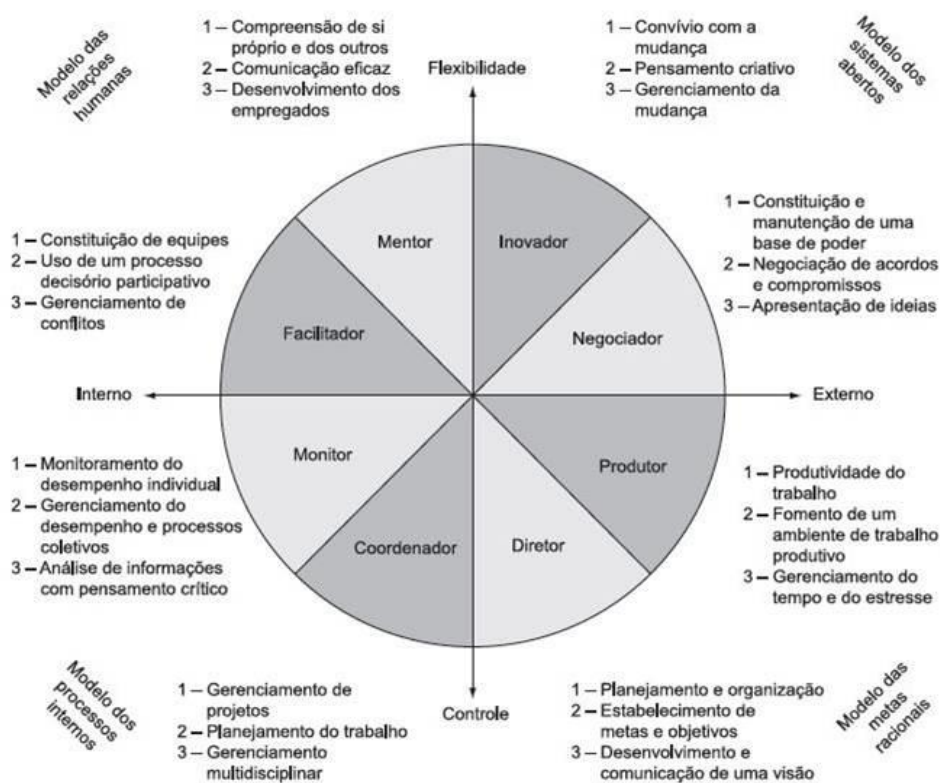 Modelo das
relações
humanas
1 – Compreensão de si
próprio e dos outros
2 – Comunicação eficaz
3 – Desenvolvimento dos
empregados
Flexibilidade
1 – Convívio com a
mudança
2 – Pensamento criativo
3 – Gerenciamento da
mudança
Modelo dos
sistemas
abertos
1 – Constituição de equipes
2 – Uso de um processo
decisório participativo
3 – Gerenciamento de
conflitos
Mentor
Inovador
Facilitador
Negociador
1 – Constituição e
manutenção de uma
base de poder
2 – Negociação de acordos
e compromissos
3 – Apresentação de ideias
Interno
Externo
1 – Monitoramento do
desempenho individual
2 – Gerenciamento do
desempenho e processos
coletivos
3 – Análise de informações
com pensamento crítico
Monitor
Produtor
Coordenador
Diretor
1 – Produtividade do
trabalho
2 – Fomento de um
ambiente de trabalho
produtivo
3 – Gerenciamento do
tempo e do estresse
Modelo dos
processos
internos
1 – Gerenciamento de
projetos
2 – Planejamento do trabalho
3 – Gerenciamento
multidisciplinar
Controle
1 – Planejamento e organização
2 – Estabelecimento de
metas e objetivos
3 – Desenvolvimento e
comunicação de uma visão
Modelo das
metas
racionais